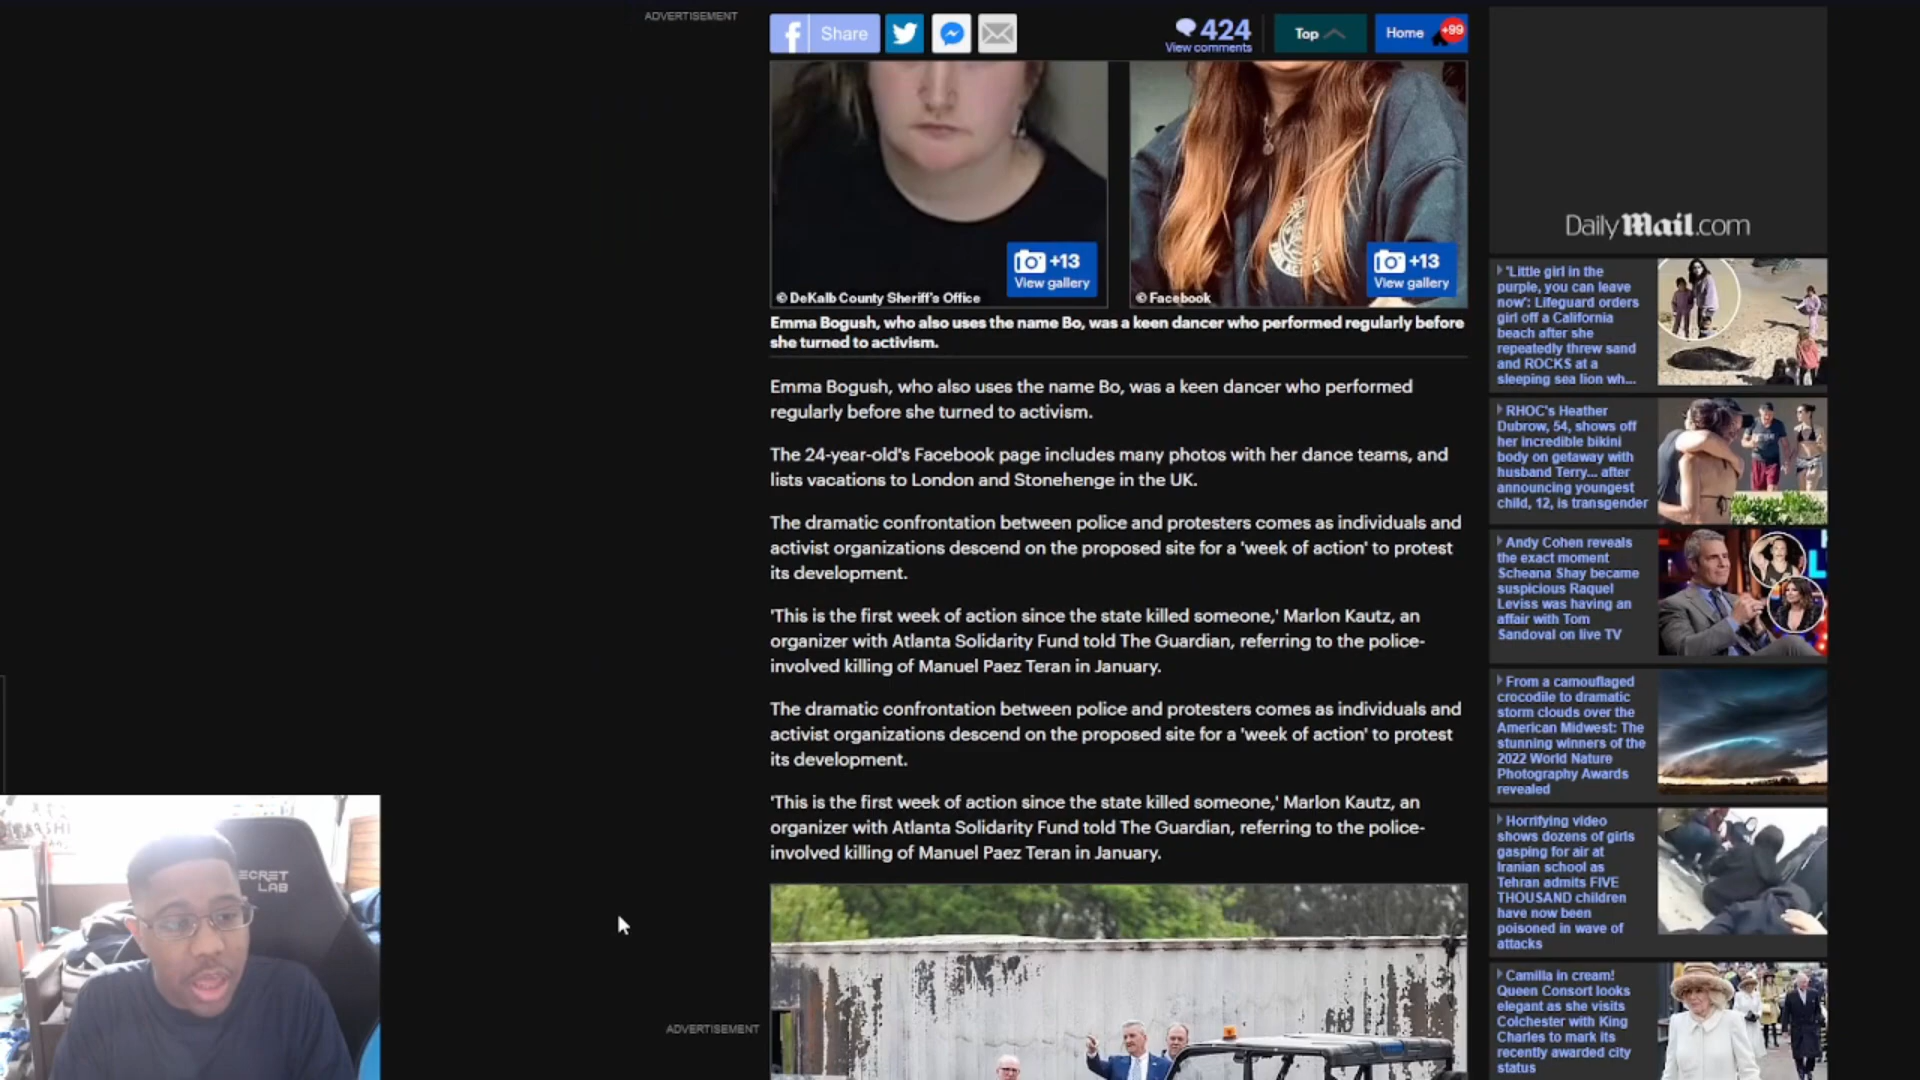 ADVERTISEMENT
Share
424
View comments
Top
Home
+99
+13
View gallery
+13
View gallery
© DeKalb County Sheriff's Office
© Facebook
Emma Bogush, who also uses the name Bo, was a keen dancer who performed regularly before
she turned to activism.
Emma Bogush, who also uses the name Bo, was a keen dancer who performed
regularly before she turned to activism.
The 24-year-old's Facebook page includes many photos with her dance teams, and
lists vacations to London and Stonehenge in the UK.
The dramatic confrontation between police and protesters comes as individuals and
activist organizations descend on the proposed site for a 'week of action' to protest
its development.
'This is the first week of action since the state killed someone,' Marlon Kautz, an
organizer with Atlanta Solidarity Fund told The Guardian, referring to the police-
involved killing of Manuel Paez Teran in January.
The dramatic confrontation between police and protesters comes as individuals and
activist organizations descend on the proposed site for a 'week of action' to protest
its development.
'This is the first week of action since the state killed someone,' Marlon Kautz, an
organizer with Atlanta Solidarity Fund told The Guardian, referring to the police-
involved killing of Manuel Paez Teran in January.
ADVERTISEMENT
DailyMail.com
'Little girl in the
purple, you can leave
now': Lifeguard orders
girl off a California
beach after she
repeatedly threw sand
and ROCKS at a
sleeping sea lion wh...
RHOC's Heather
Dubrow, 54, shows off
her incredible bikini
body on getaway with
husband Terry... after
announcing youngest
child, 12, is transgender
Andy Cohen reveals
the exact moment
Scheana Shay became
suspicious Raquel
Leviss was having an
affair with Tom
Sandoval on live TV
From a camouflaged
crocodile to dramatic
storm clouds over the
American Midwest: The
stunning winners of the
2022 World Nature
Photography Awards
revealed
Horrifying video
shows dozens of girls
gasping for air at
Iranian school as
Tehran admits FIVE
THOUSAND children
have now been
poisoned in wave of
attacks
Camilla in cream!
Queen Consort looks
elegant as she visits
Colchester with King
Charles to mark its
recently awarded city
status
SECRET
LAB